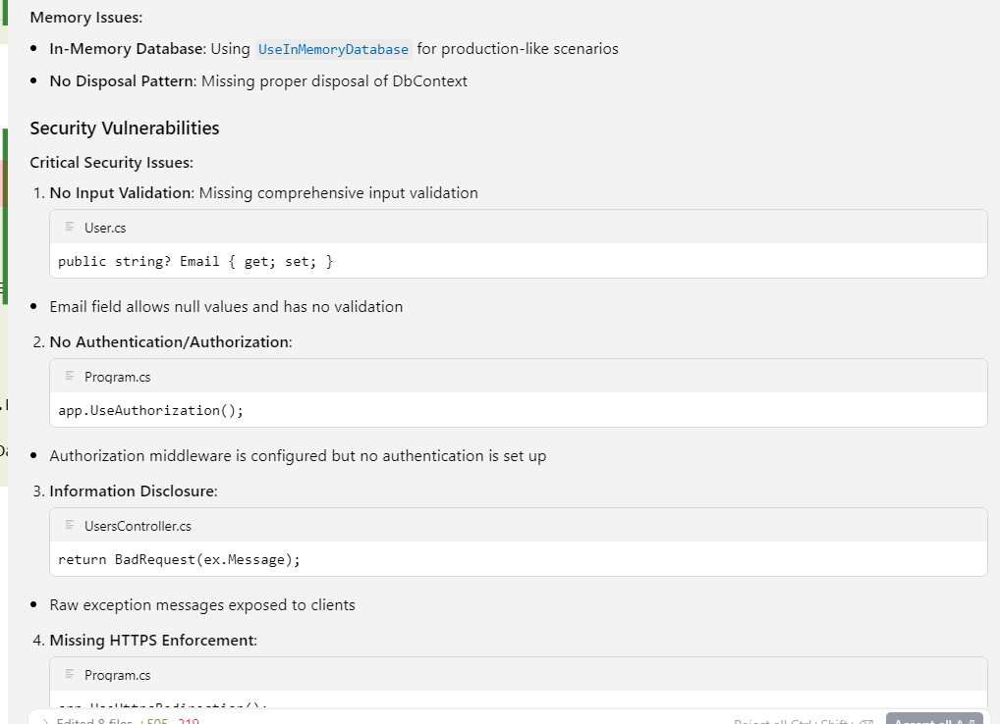 Memory Issues:
• In-Memory Database: Using UseInMemoryDatabase for production-like scenarios
• No Disposal Pattern: Missing proper disposal of DbContext
Security Vulnerabilities
Critical Security Issues:
1. No Input Validation: Missing comprehensive input validation
User.cs
public string? Email { get; set; }
• Email field allows null values and has no validation
2. No Authentication/Authorization:
Program.cs
app.UseAuthorization();
• Authorization middleware is configured but no authentication is set up
3. Information Disclosure:
UsersController.cs
return BadRequest(ex.Message);
• Raw exception messages exposed to clients
4. Missing HTTPS Enforcement:
Program.cs
app.UseHttpsRedirection();
Edited 8 files +505 -219
Reject all Ctrl+Shift+⌫ Accept all